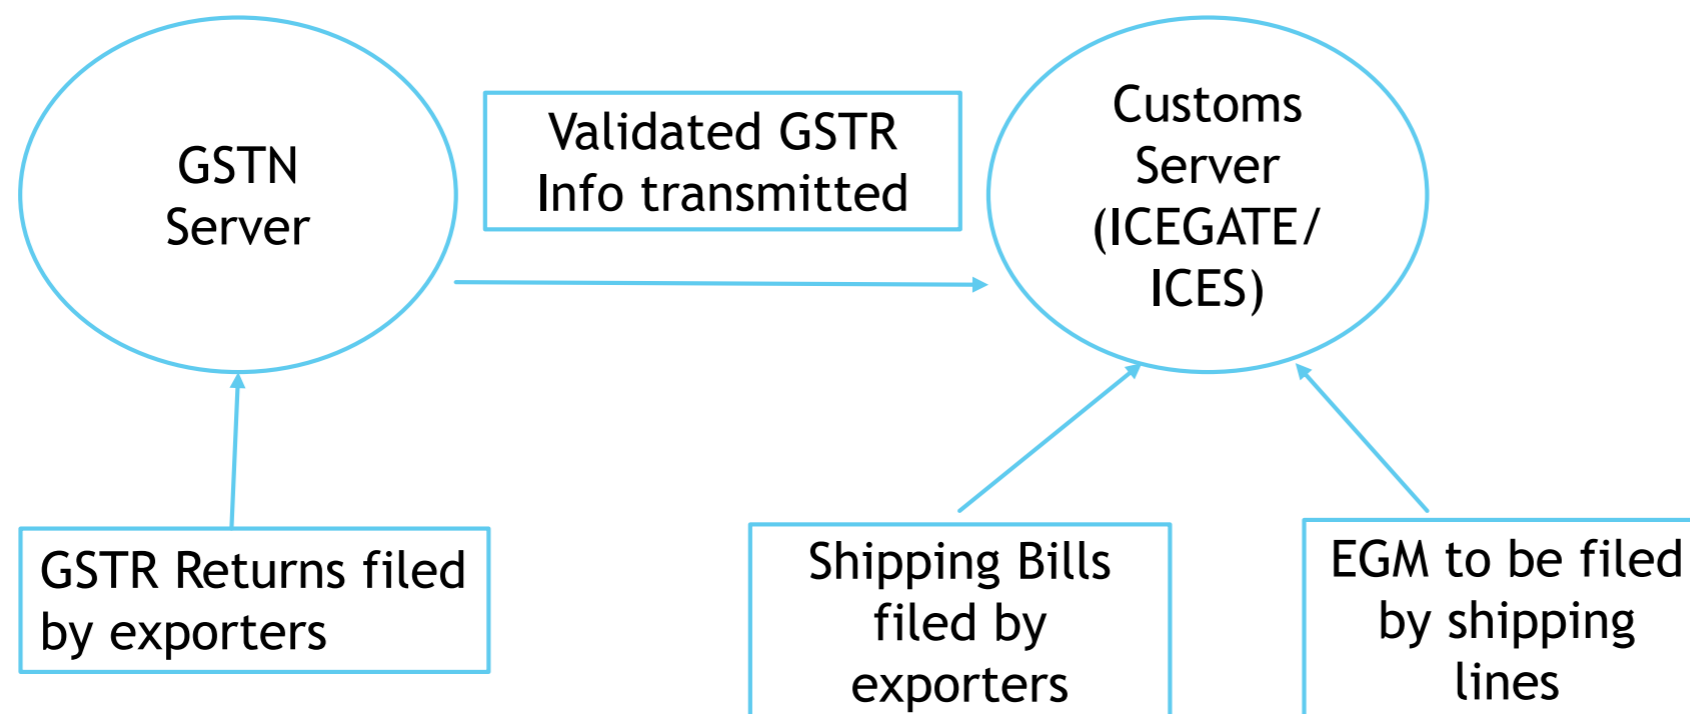 GSTN
Server
Validated GSTR
Info transmitted
Customs
Server
(ICEGATE/
ICES)
GSTR Returns filed
by exporters
Shipping Bills
filed by
exporters
EGM to be filed
by shipping
lines